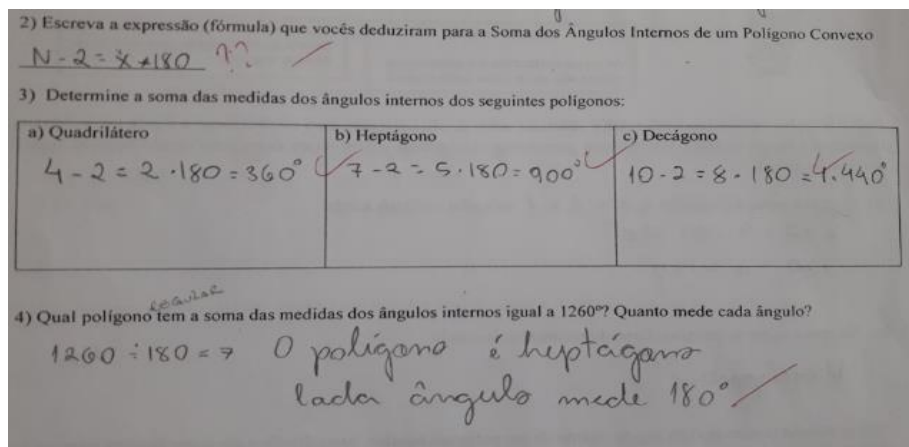 2) Escreva a expressão (fórmula) que vocês deduziram para a Soma dos Ângulos Internos de um Polígono Convexo
N - 2 = x * 180 ??
3) Determine a soma das medidas dos ângulos internos dos seguintes polígonos:
a) Quadrilátero
4 - 2 = 2 . 180 = 360°
b) Heptágono
7 - 2 = 5 . 180 = 900°
c) Decágono
10 - 2 = 8 . 180 = 1.440°
REGULAR
4) Qual polígono tem a soma das medidas dos ângulos internos igual a 1260º? Quanto mede cada ângulo?
1260 ÷ 180 = 7 O polígono é heptágano
Cada ângulo mede 180°